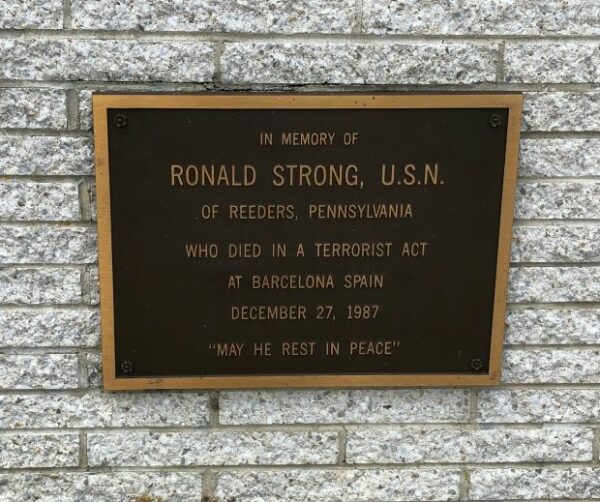 IN MEMORY OF
RONALD STRONG, U.S.N.
OF REEDERS, PENNSYLVANIA
WHO DIED IN A TERRORIST ACT
AT BARCELONA SPAIN
DECEMBER 27, 1987
"MAY HE REST IN PEACE"